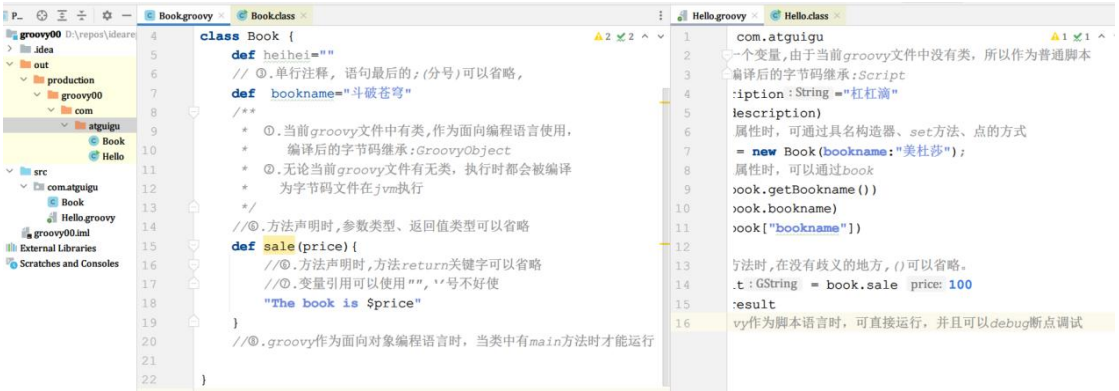 P...
Book.groovy
Book.class
Hello.groovy
Hello.class
groovy00 D:\repos\ideare
.idea
out
production
groovy00
com
atguigu
Book
Hello
src
com.atguigu
Book
Hello.groovy
groovy00.iml
External Libraries
Scratches and Consoles
2 2
4 class Book {
5 def heihei=""
6 // ③.单行注释, 语句最后的;(分号)可以省略,
7 def bookname="斗破苍穹"
8 /**
9 * ①.当前groovy文件中有类,作为面向编程语言使用,
10 * 编译后的字节码继承:GroovyObject
11 * ②.无论当前groovy文件有无类, 执行时都会被编译
12 * 为字节码文件在jvm执行
13 */
14 //⑥.方法声明时,参数类型、返回值类型可以省略
15 def sale(price){
16 //⑥.方法声明时,方法return关键字可以省略
17 //⑦.变量引用可以使用"",''号不好使
18 "The book is $price"
19 }
20 //⑧.groovy作为面向对象编程语言时, 当类中有main方法时才能运行
21
22 }
1 1
1 com.atguigu
2 一个变量,由于当前groovy文件中没有类, 所以作为普通脚本
3 编译后的字节码继承:Script
4 :iption : String ="杠杠滴"
5 description)
6 属性时, 可通过具名构造器、set方法、点的方式
7 = new Book(bookname:"美杜莎");
8 属性时, 可以通过book
9 book.getBookname())
10 book.bookname)
11 book["bookname"])
12
13 方法时,在没有歧义的地方,()可以省略。
14 .t : GString = book.sale price: 100
15 result
16 vy作为脚本语言时, 可直接运行, 并且可以debug断点调试